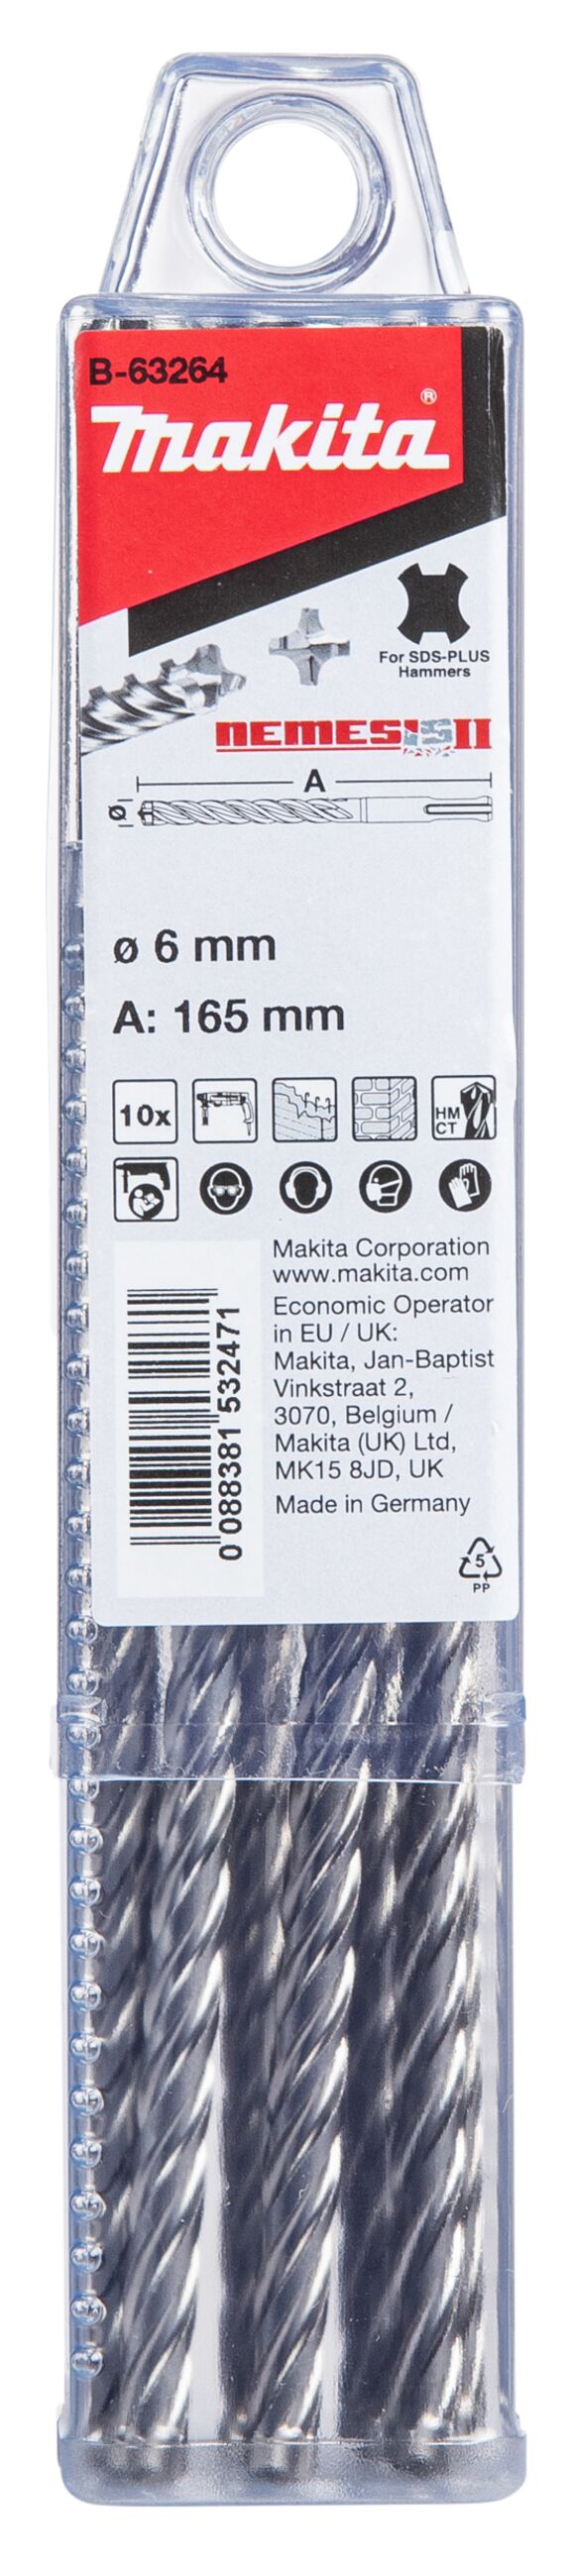 B-63264
makita®
For SDS-PLUS
Hammers
NEMESIS II
A
ø
ø 6 mm
A: 165 mm
10x
HM
CT
Makita Corporation
www.makita.com
Economic Operator
in EU / UK:
Makita, Jan-Baptist
Vinkstraat 2,
3070, Belgium /
Makita (UK) Ltd,
MK15 8JD, UK
Made in Germany
0 088381 532471
5
PP